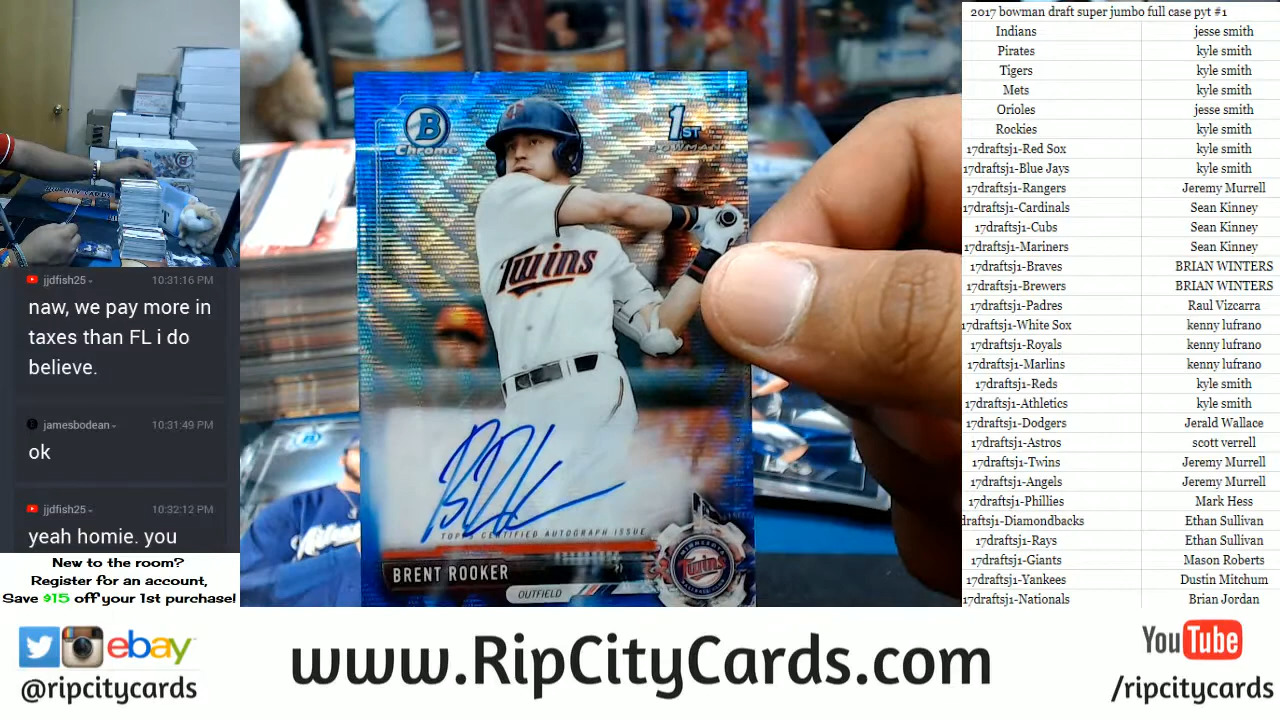 jjdfish25
10:31:16 PM
naw, we pay more in
taxes than FL i do
believe.
jamesbodean
10:31:49 PM
ok
jjdfish25
10:32:12 PM
yeah homie. you
New to the room?
Register for an account,
Save $15 off your 1st purchase!
B
Chrome
1ST
BOWMAN
Twins
TOPPS CERTIFIED AUTOGRAPH ISSUE
BRENT ROOKER
OUTFIELD
MINNESOTA
Twins
2017 bowman draft super jumbo full case pyt #1
Indians jesse smith
Pirates kyle smith
Tigers kyle smith
Mets kyle smith
Orioles jesse smith
Rockies kyle smith
17draftsj1-Red Sox kyle smith
17draftsj1-Blue Jays kyle smith
17draftsj1-Rangers Jeremy Murrell
17draftsj1-Cardinals Sean Kinney
17draftsj1-Cubs Sean Kinney
17draftsj1-Mariners Sean Kinney
17draftsj1-Braves BRIAN WINTERS
17draftsj1-Brewers BRIAN WINTERS
17draftsj1-Padres Raul Vizcarra
17draftsj1-White Sox kenny lufrano
17draftsj1-Royals kenny lufrano
17draftsj1-Marlins kenny lufrano
17draftsj1-Reds kyle smith
17draftsj1-Athletics kyle smith
17draftsj1-Dodgers Jerald Wallace
17draftsj1-Astros scott verrell
17draftsj1-Twins Jeremy Murrell
17draftsj1-Angels Jeremy Murrell
17draftsj1-Phillies Mark Hess
draftsj1-Diamondbacks Ethan Sullivan
17draftsj1-Rays Ethan Sullivan
17draftsj1-Giants Mason Roberts
17draftsj1-Yankees Dustin Mitchum
17draftsj1-Nationals Brian Jordan
ebay
@ripcitycards
www.RipCityCards.com
YouTube
/ripcitycards